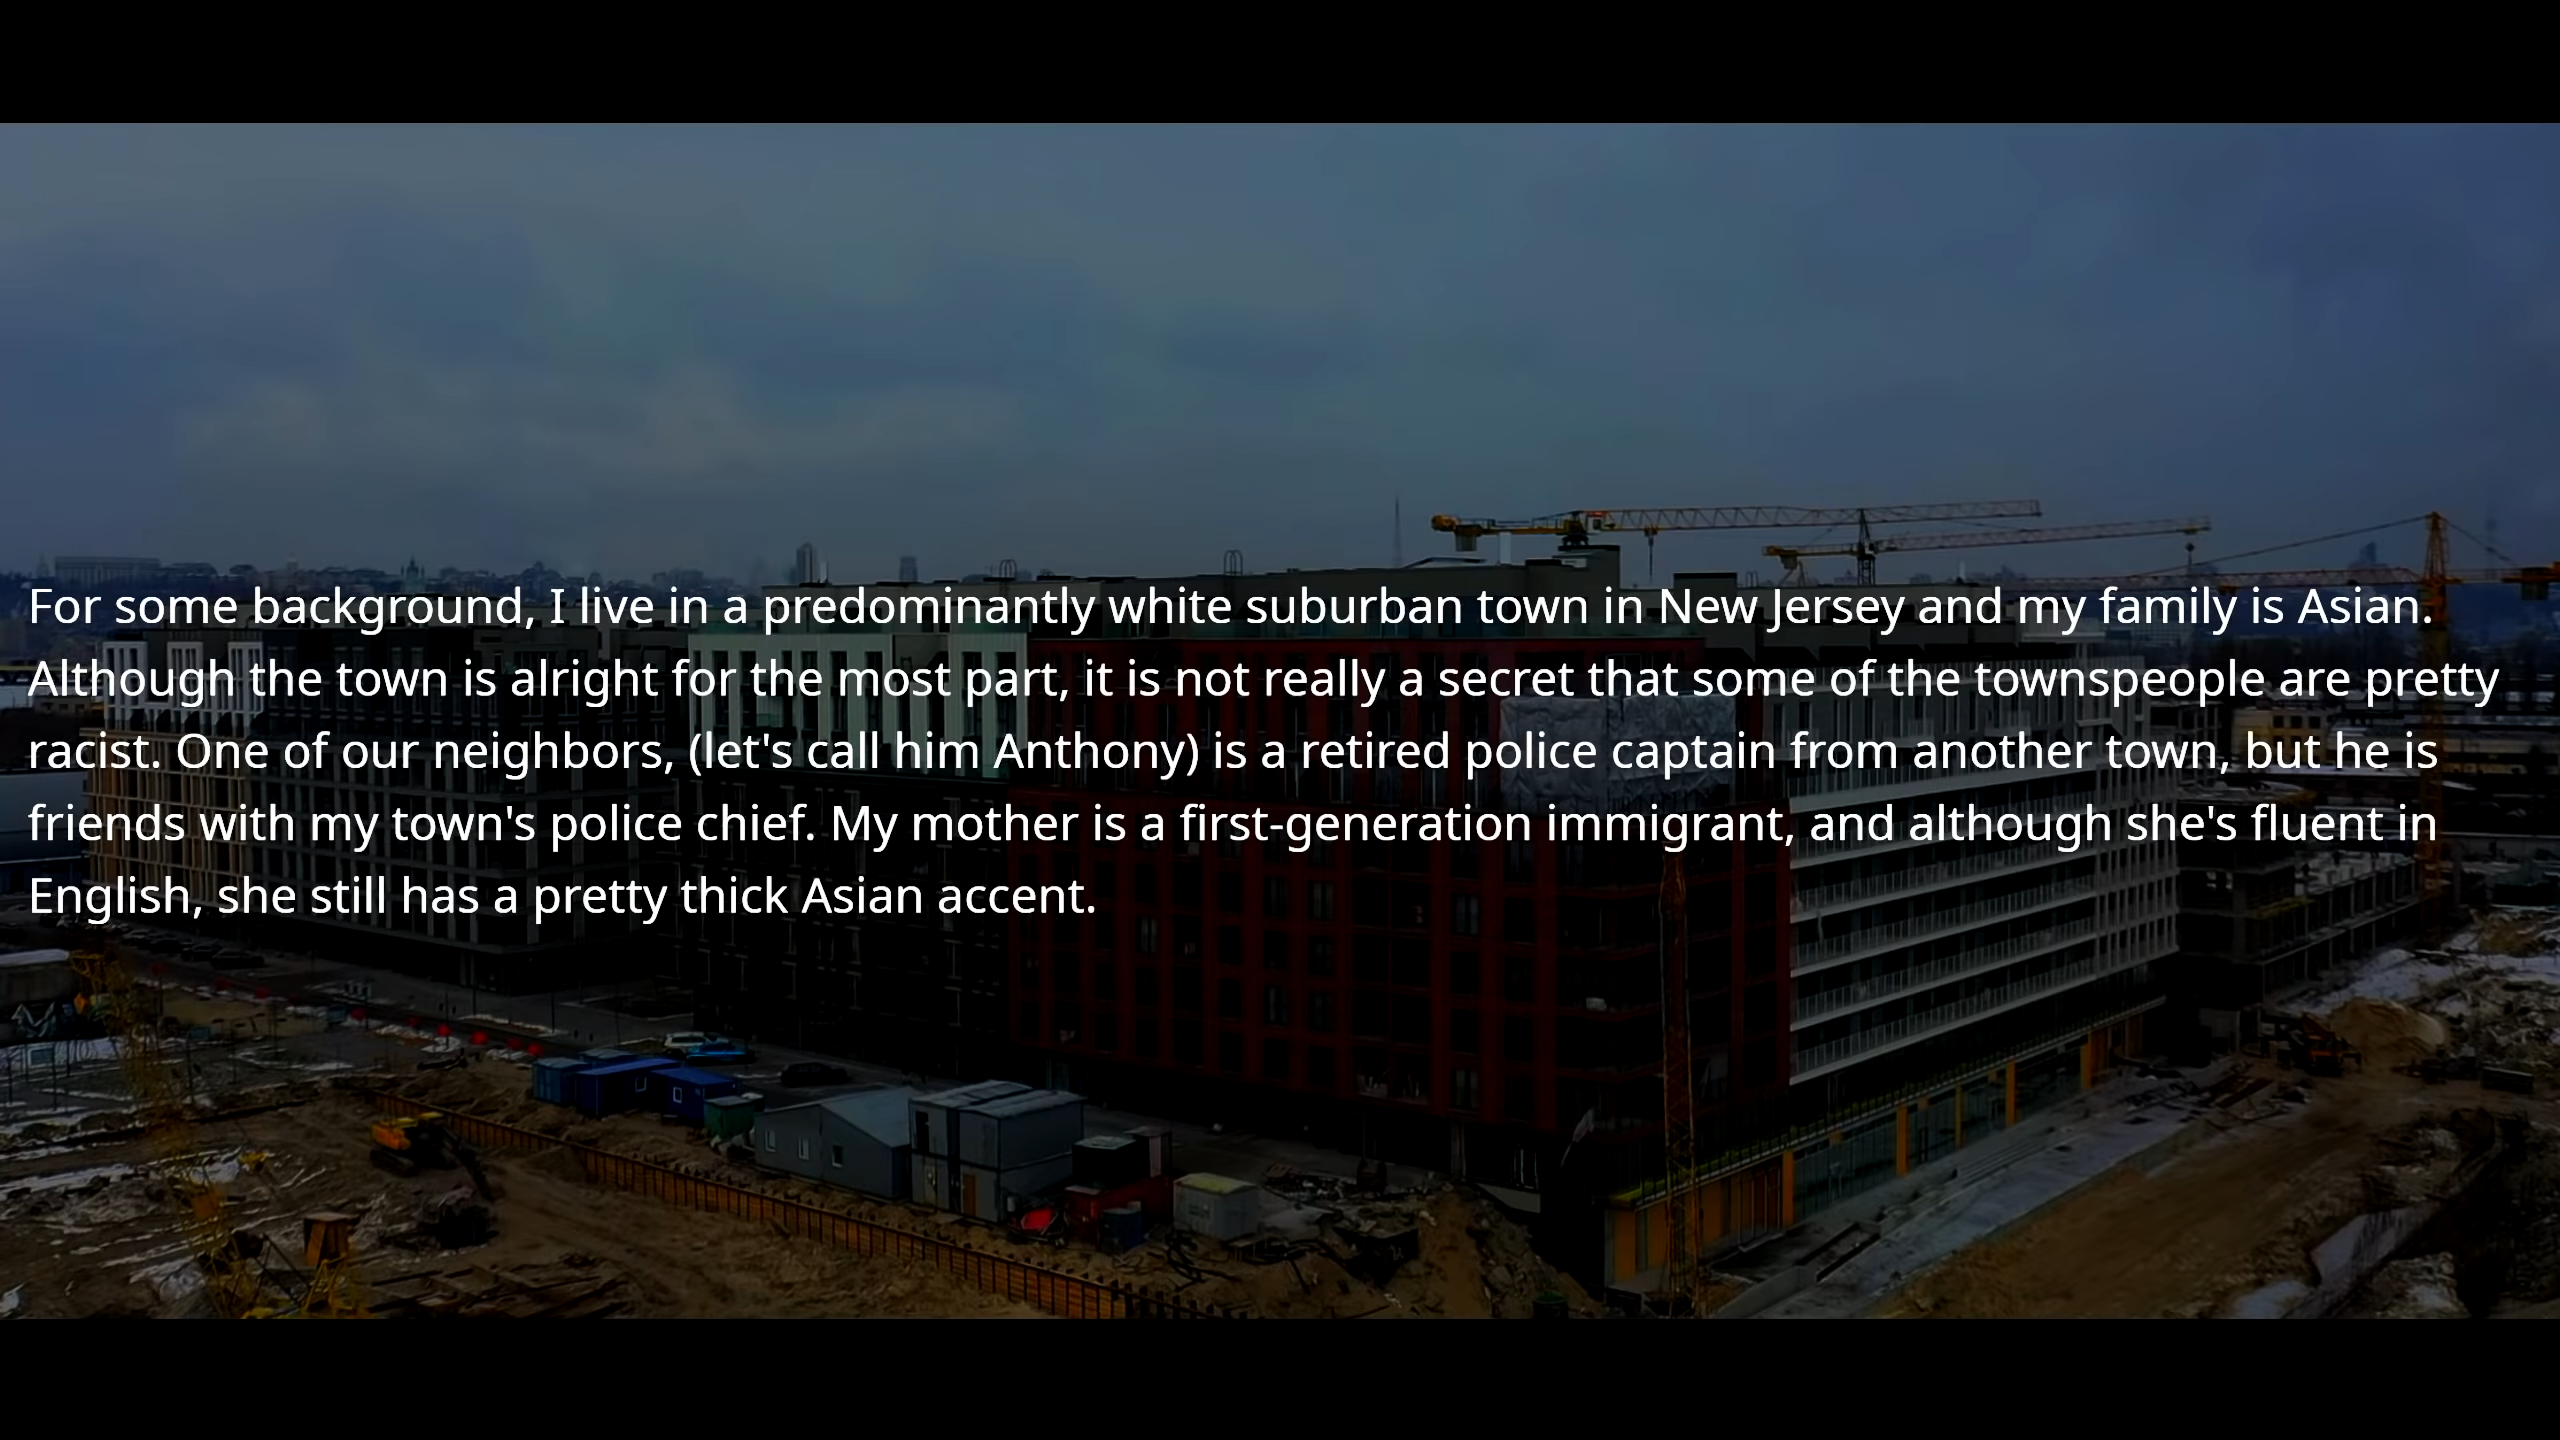 For some background, I live in a predominantly white suburban town in New Jersey and my family is Asian.
Although the town is alright for the most part, it is not really a secret that some of the townspeople are pretty
racist. One of our neighbors, (let's call him Anthony) is a retired police captain from another town, but he is
friends with my town's police chief. My mother is a first-generation immigrant, and although she's fluent in
English, she still has a pretty thick Asian accent.